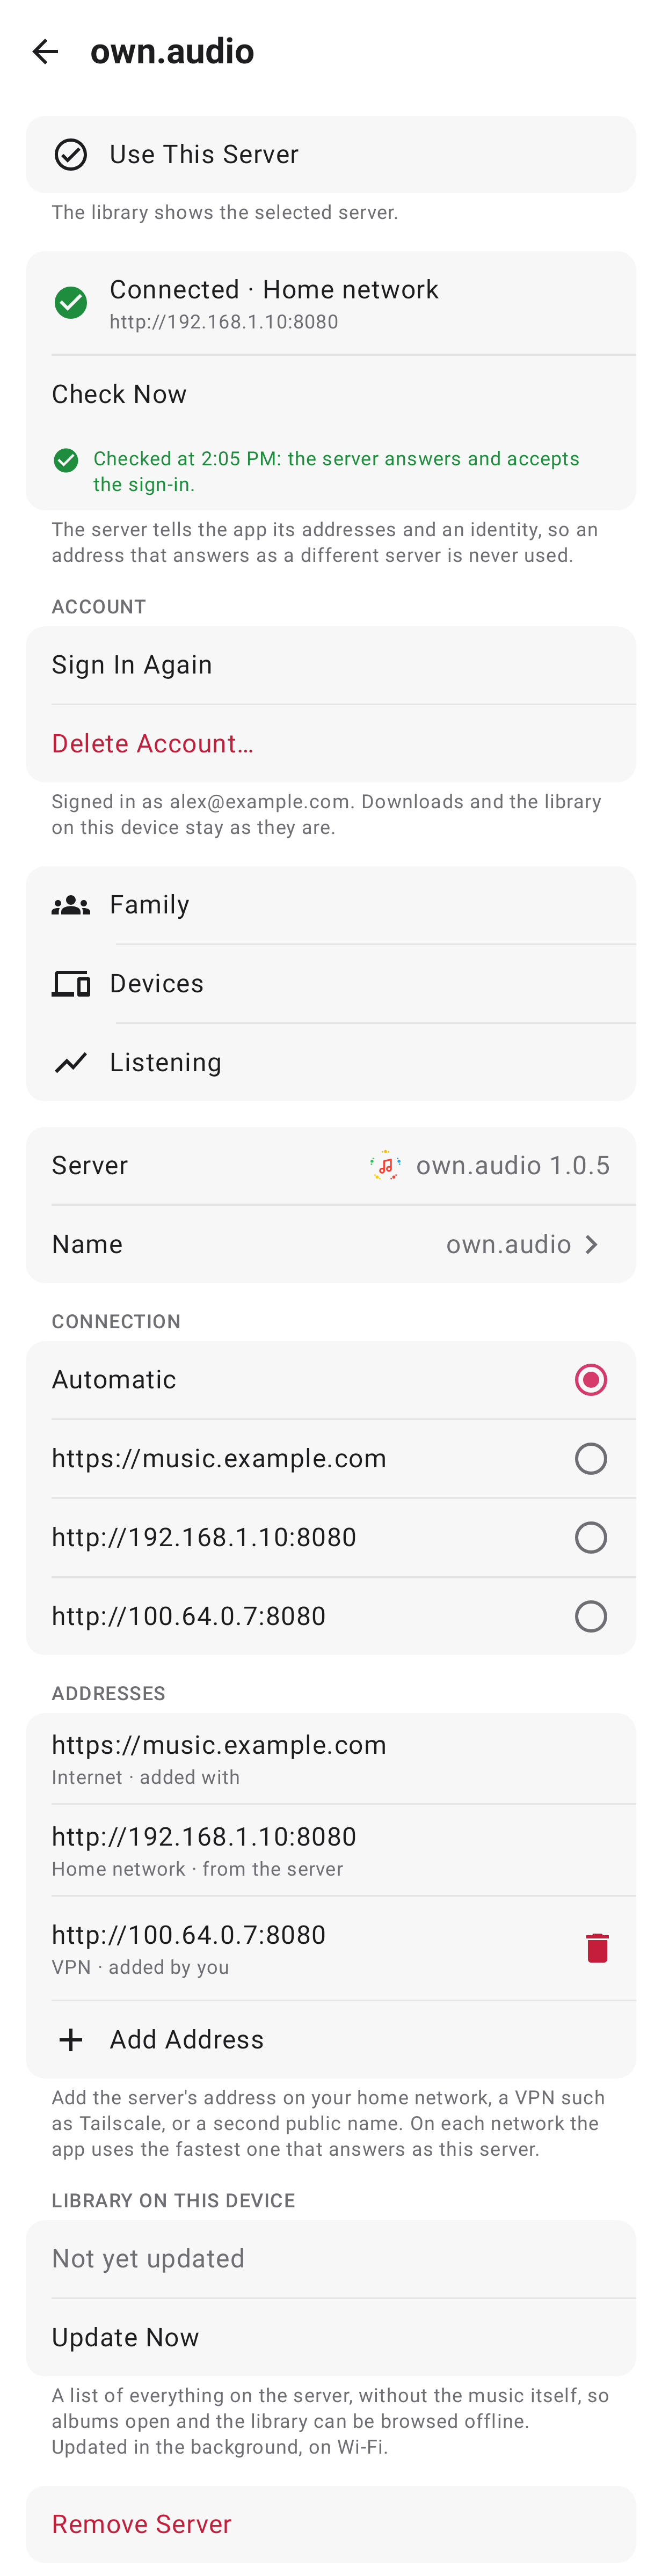 own.audio
Use This Server
The library shows the selected server.
Connected · Home network
http://192.168.1.10:8080
Check Now
Checked at 2:05 PM: the server answers and accepts
the sign-in.
The server tells the app its addresses and an identity, so an
address that answers as a different server is never used.
ACCOUNT
Sign In Again
Delete Account…
Signed in as alex@example.com. Downloads and the library
on this device stay as they are.
Family
Devices
Listening
Server own.audio 1.0.5
Name own.audio
CONNECTION
Automatic
https://music.example.com
http://192.168.1.10:8080
http://100.64.0.7:8080
ADDRESSES
https://music.example.com
Internet · added with
http://192.168.1.10:8080
Home network · from the server
http://100.64.0.7:8080
VPN · added by you
Add Address
Add the server's address on your home network, a VPN such
as Tailscale, or a second public name. On each network the
app uses the fastest one that answers as this server.
LIBRARY ON THIS DEVICE
Not yet updated
Update Now
A list of everything on the server, without the music itself, so
albums open and the library can be browsed offline.
Updated in the background, on Wi-Fi.
Remove Server